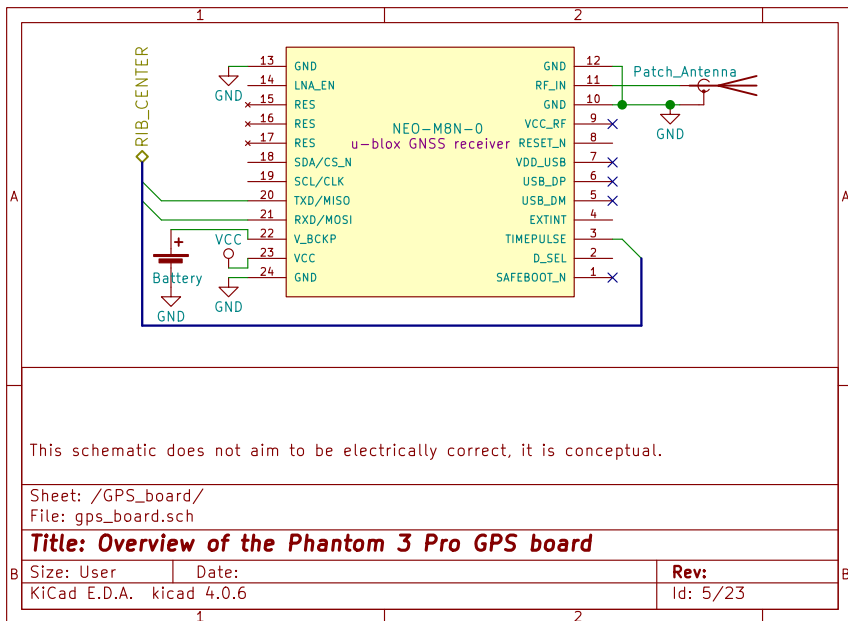 1 2
RIB_CENTER
13 GND
14 LNA_EN
15 RES
16 RES
17 RES
18 SDA/CS_N
19 SCL/CLK
20 TXD/MISO
21 RXD/MOSI
22 V_BCKP
23 VCC
24 GND
GND
VCC
Battery
GND
GND
NEO-M8N-0
u-blox GNSS receiver
GND 12
RF_IN 11
GND 10
VCC_RF 9
RESET_N 8
VDD_USB 7
USB_DP 6
USB_DM 5
EXTINT 4
TIMEPULSE 3
D_SEL 2
SAFEBOOT_N 1
Patch_Antenna
GND
A A
This schematic does not aim to be electrically correct, it is conceptual.
Sheet: /GPS_board/
File: gps_board.sch
Title: Overview of the Phantom 3 Pro GPS board
B B
Size: User Date: Rev:
KiCad E.D.A. kicad 4.0.6 Id: 5/23
1 2